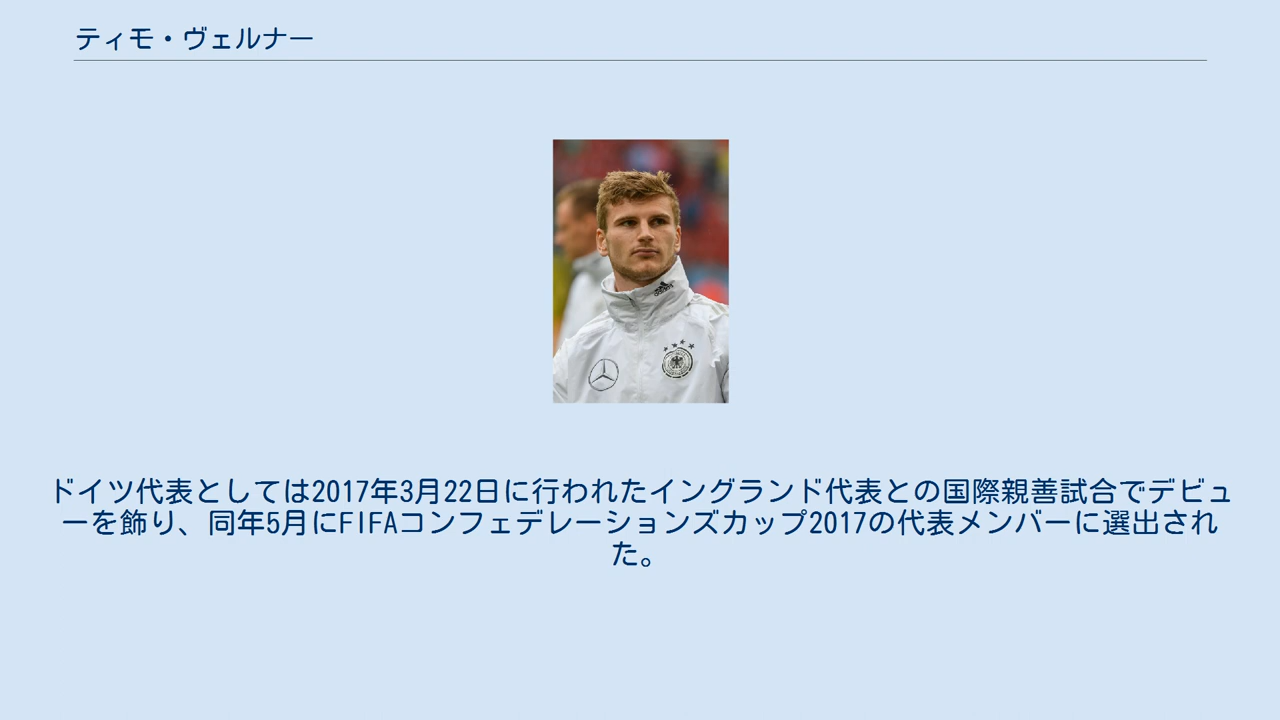 ティモ・ヴェルナー
ドイツ代表としては2017年3月22日に行われたイングランド代表との国際親善試合でデビュ
ーを飾り、同年5月にFIFAコンフェデレーションズカップ2017の代表メンバーに選出され
た。